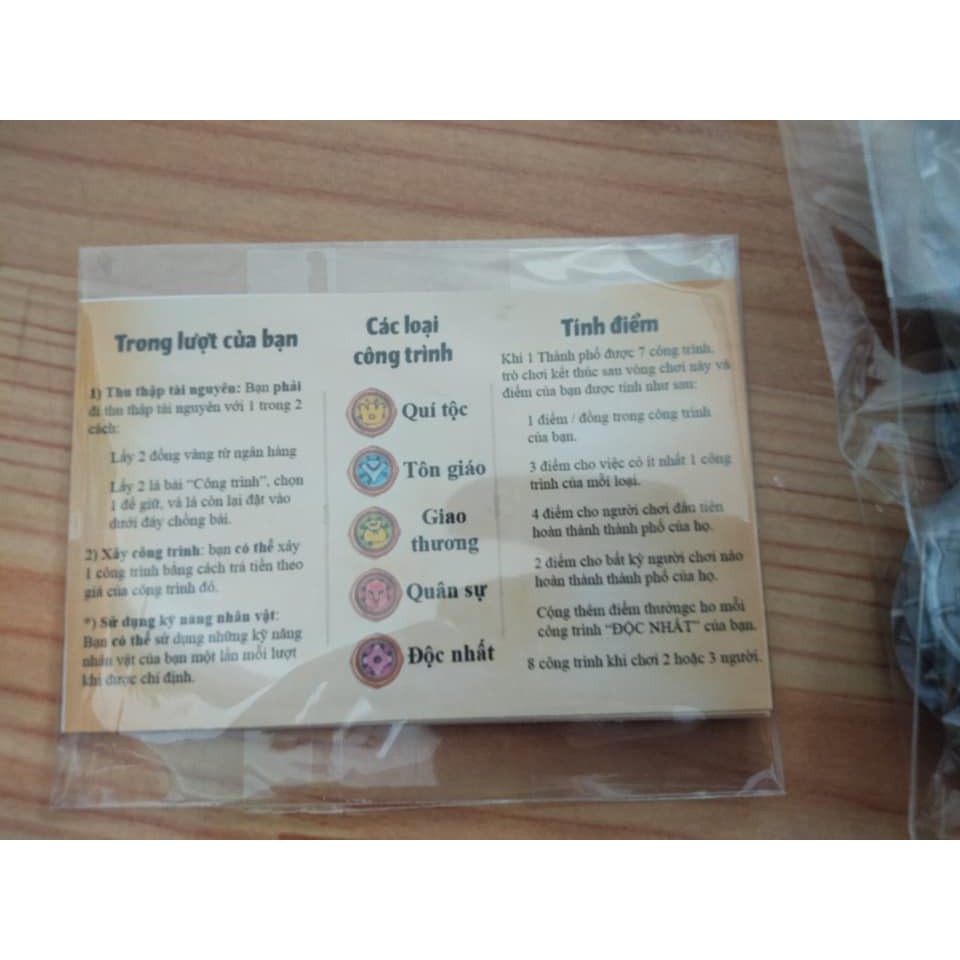 Trong lượt của bạn
1) Thu thập tài nguyên: Bạn phải
đi thu thập tài nguyên với 1 trong 2
cách:
Lấy 2 đồng vàng từ ngân hàng
Lấy 2 lá bài “Công trình”, chọn
1 để giữ, và lá còn lại đặt vào
dưới đáy chồng bài.
2) Xây công trình: bạn có thể xây
1 công trình bằng cách trả tiền theo
giá của công trình đó.
*) Sử dụng kỹ năng nhân vật:
Bạn có thể sử dụng những kỹ năng
nhân vật của bạn một lần mỗi lượt
khi được chỉ định.
Các loại
công trình
Quí tộc
Tôn giáo
Giao
thương
Quân sự
Độc nhất
Tính điểm
Khi 1 Thành phố được 7 công trình,
trò chơi kết thúc sau vòng chơi này và
điểm của bạn được tính như sau:
1 điểm / đồng trong công trình
của bạn.
3 điểm cho việc có ít nhất 1 công
trình của mỗi loại.
4 điểm cho người chơi đầu tiên
hoàn thành thành phố của họ.
2 điểm cho bất kỳ người chơi nào
hoàn thành thành phố của họ.
Cộng thêm điểm thưởngc ho mỗi
công trình “ĐỘC NHẤT” của bạn.
8 công trình khi chơi 2 hoặc 3 người.